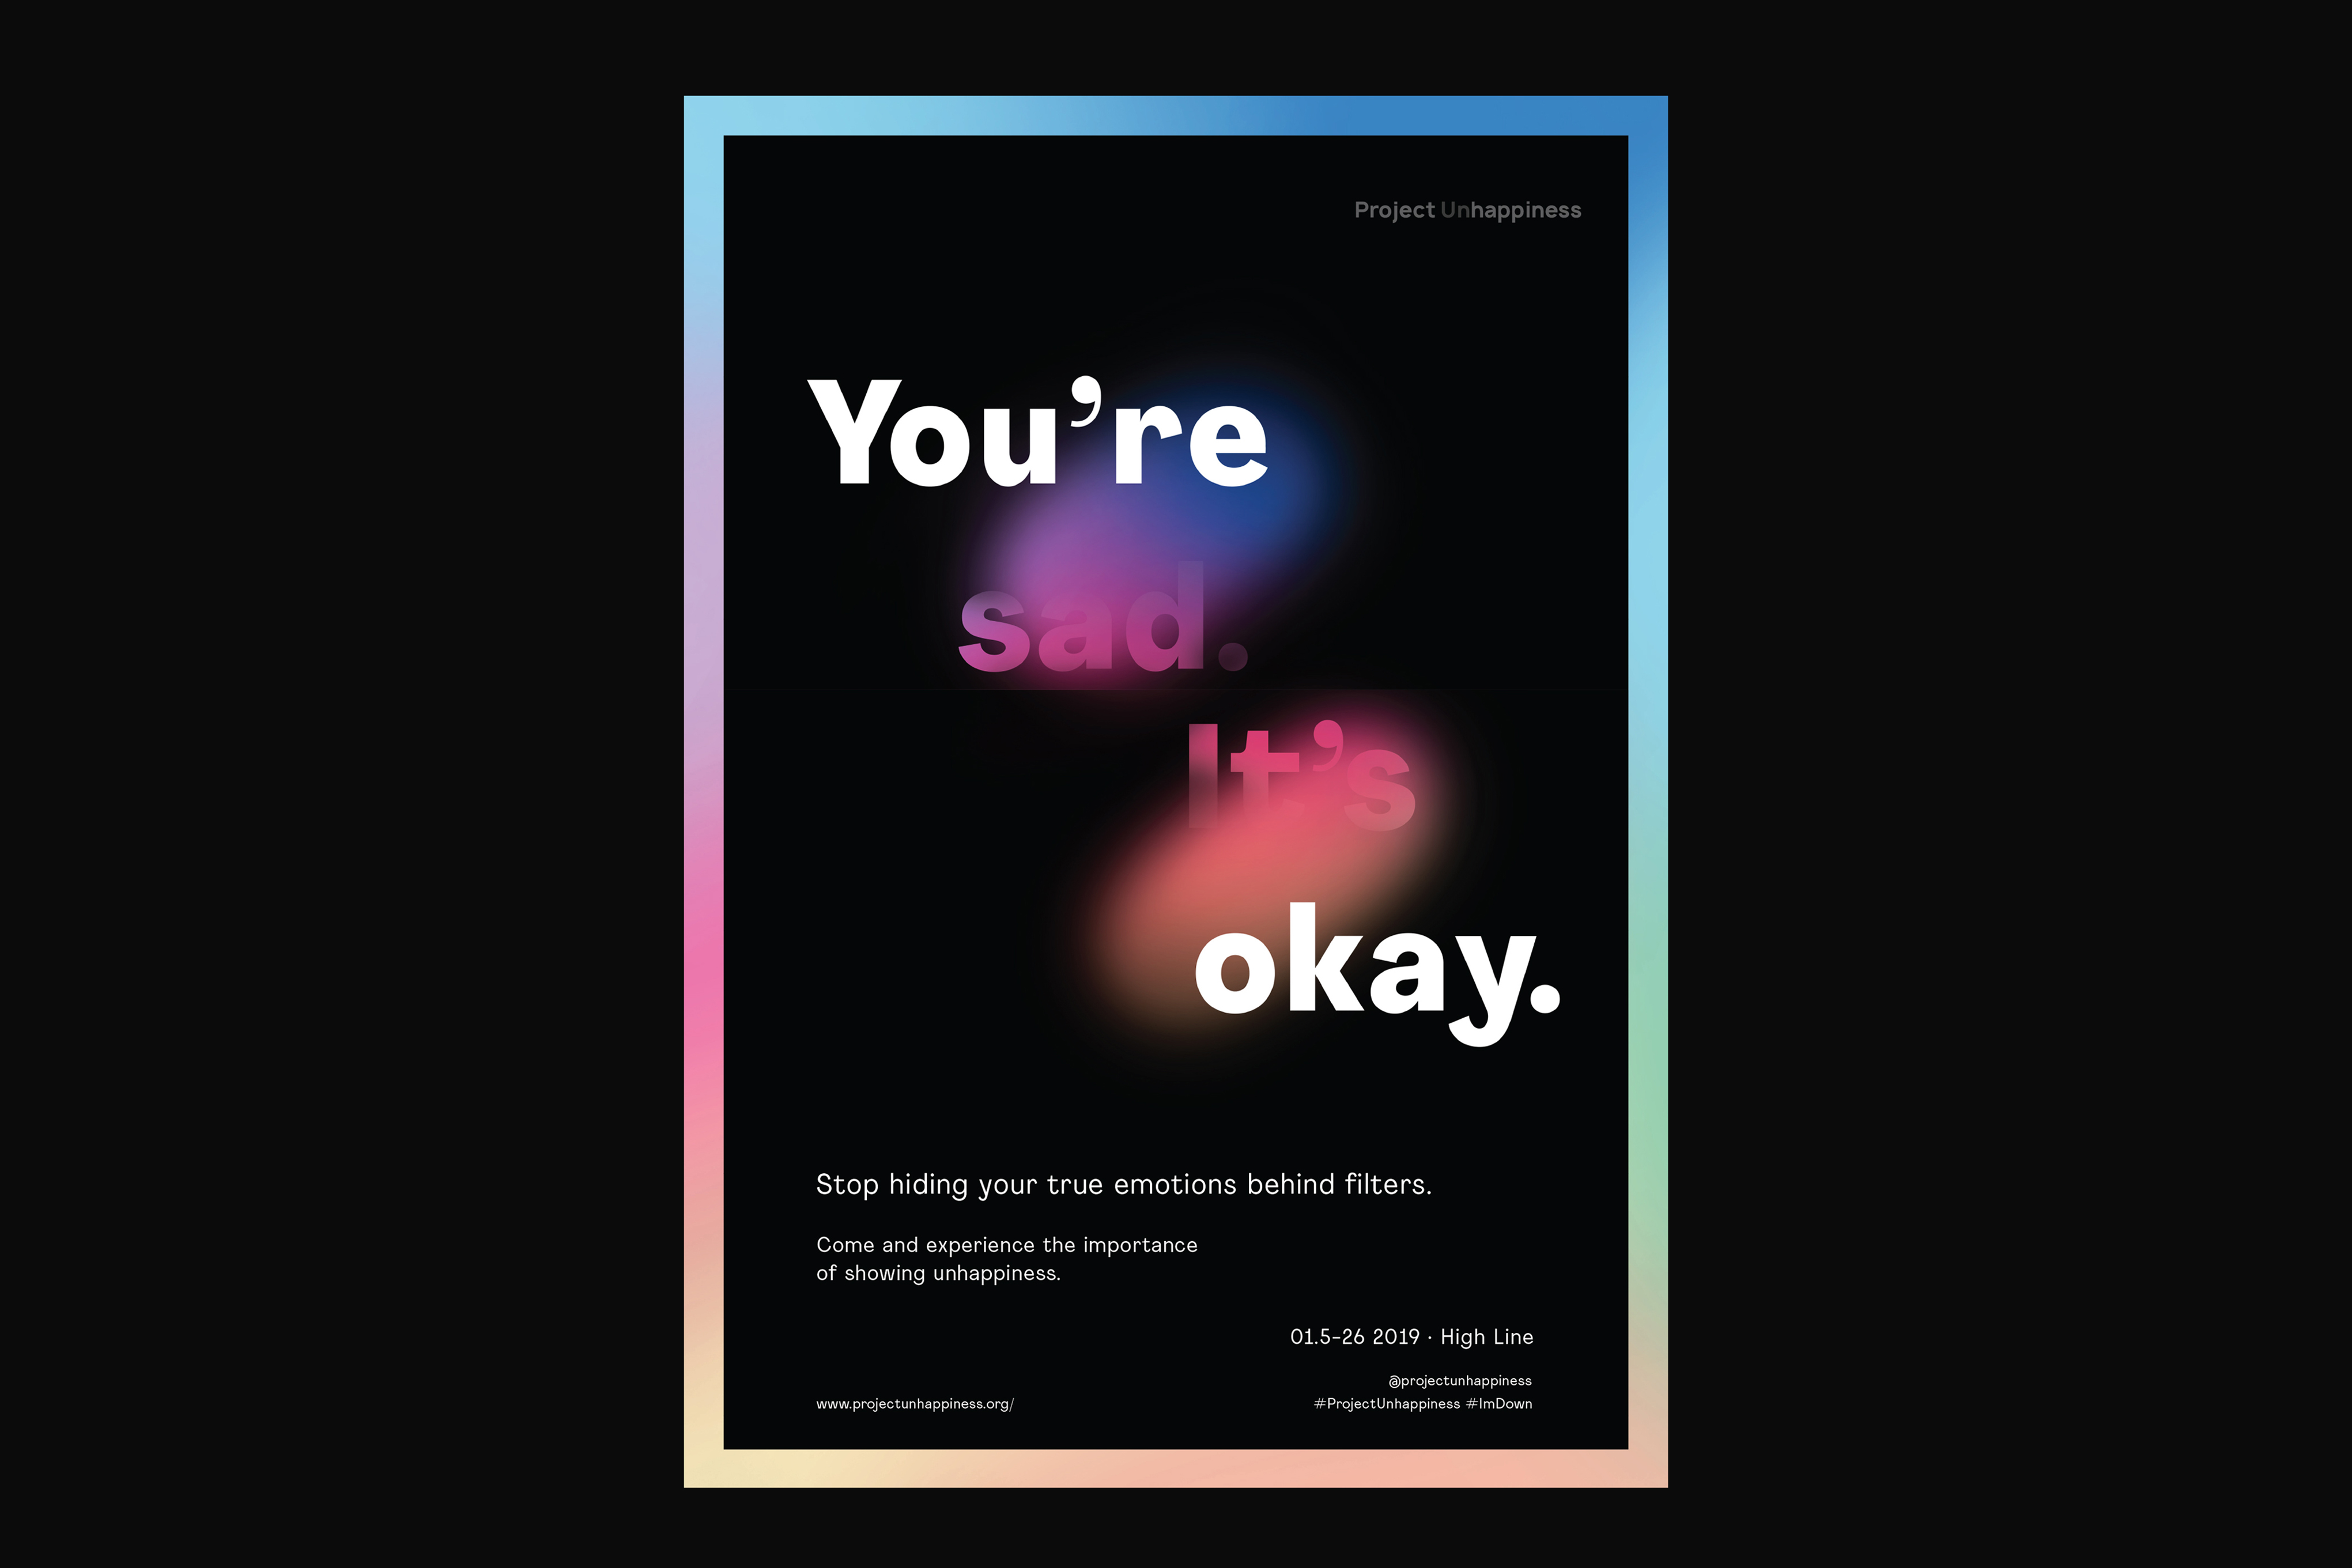 Project Unhappiness
You’re
sad.
It’s
okay.
Stop hiding your true emotions behind filters.
Come and experience the importance
of showing unhappiness.
01.5-26 2019 · High Line
@projectunhappiness
www.projectunhappiness.org/
#ProjectUnhappiness #ImDown